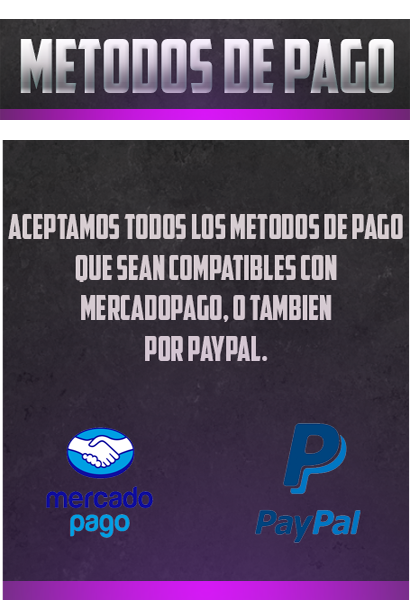 METODOS DE PAGO
ACEPTAMOS TODOS LOS METODOS DE PAGO
QUE SEAN COMPATIBLES CON
MERCADOPAGO, O TAMBIEN
POR PAYPAL.
mercado
pago
PayPal